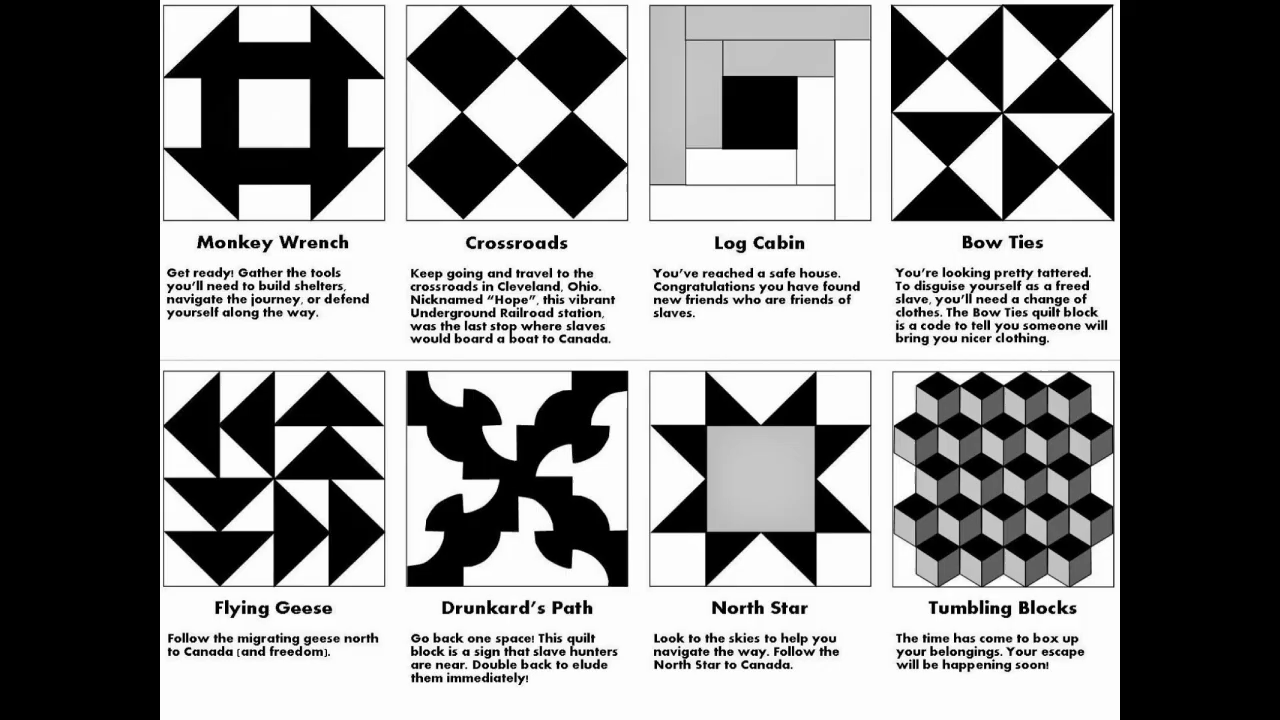 Monkey Wrench
Get ready! Gather the tools
you'll need to build shelters,
navigate the journey, or defend
yourself along the way.
Crossroads
Keep going and travel to the
crossroads in Cleveland, Ohio.
Nicknamed "Hope", this vibrant
Underground Railroad station,
was the last stop where slaves
would board a boat to Canada.
Log Cabin
You've reached a safe house.
Congratulations you have found
new friends who are friends of
slaves.
Bow Ties
You're looking pretty tattered.
To disguise yourself as a freed
slave, you'll need a change of
clothes. The Bow Ties quilt block
is a code to tell you someone will
bring you nicer clothing.
Flying Geese
Follow the migrating geese north
to Canada (and freedom).
Drunkard's Path
Go back one space! This quilt
block is a sign that slave hunters
are near. Double back to elude
them immediately!
North Star
Look to the skies to help you
navigate the way. Follow the
North Star to Canada.
Tumbling Blocks
The time has come to box up
your belongings. Your escape
will be happening soon!